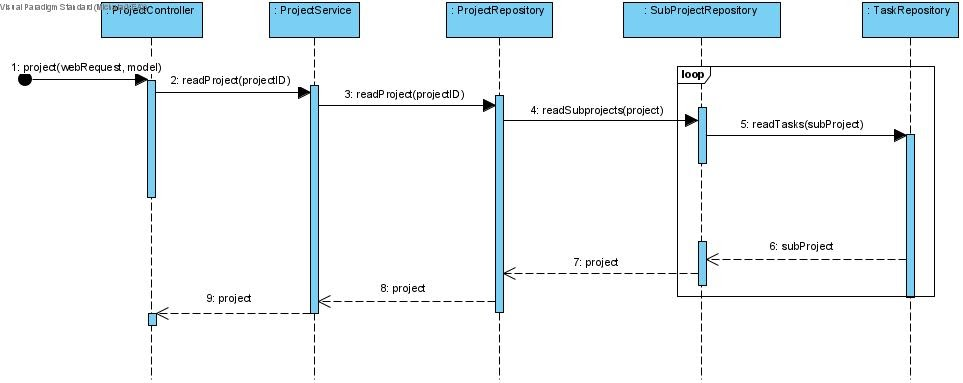 Visual Paradigm Standard
: ProjectController
: ProjectService
: ProjectRepository
: SubProjectRepository
: TaskRepository
loop
1: project(webRequest, model)
2: readProject(projectID)
3: readProject(projectID)
4: readSubprojects(project)
5: readTasks(subProject)
6: subProject
7: project
8: project
9: project